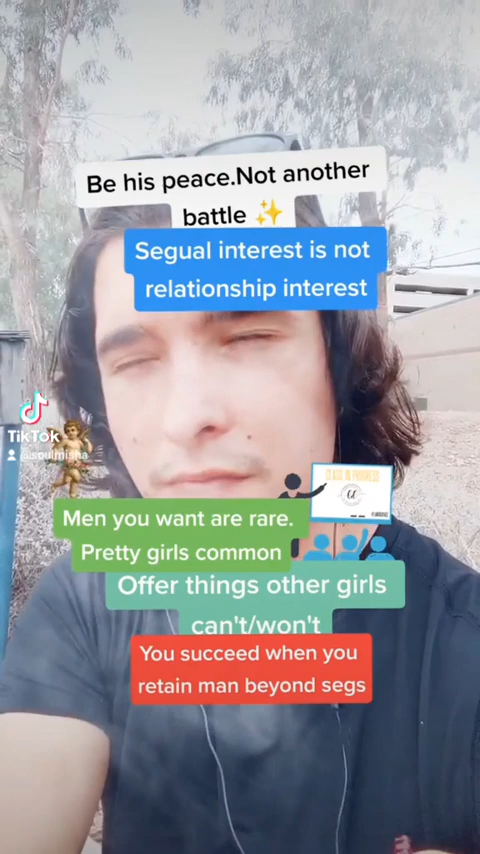 Be his peace.Not another
battle ✨
Segual interest is not
relationship interest
TikTok
CLASS IN PROGRESS
Men you want are rare.
Pretty girls common
Offer things other girls
can't/won't
You succeed when you
retain man beyond segs